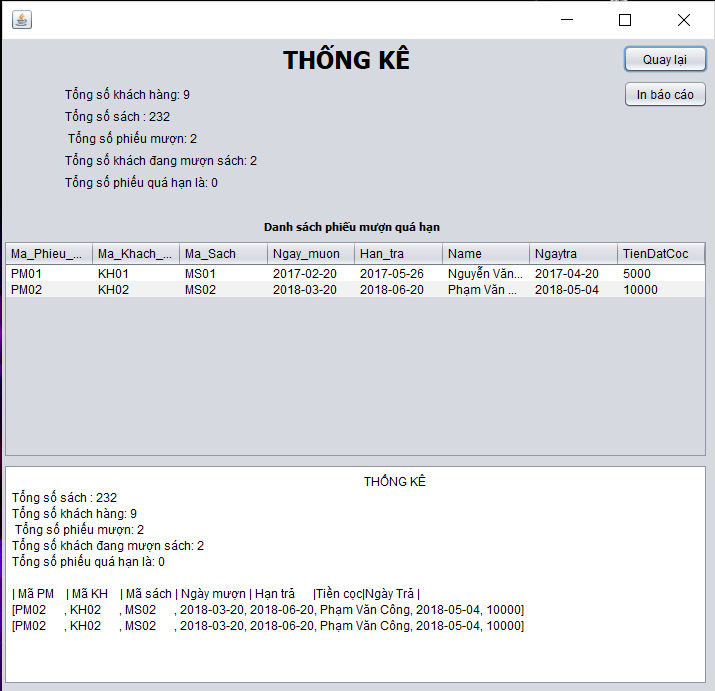 THỐNG KÊ
Quay lại
In báo cáo
Tổng số khách hàng: 9
Tổng số sách : 232
Tổng số phiếu mượn: 2
Tổng số khách đang mượn sách: 2
Tổng số phiếu quá hạn là: 0
Danh sách phiếu mượn quá hạn
Ma_Phieu_... Ma_Khach_... Ma_Sach Ngay_muon Han_tra Name Ngaytra TienDatCoc
PM01 KH01 MS01 2017-02-20 2017-05-26 Nguyễn Văn... 2017-04-20 5000
PM02 KH02 MS02 2018-03-20 2018-06-20 Phạm Văn ... 2018-05-04 10000
THỐNG KÊ
Tổng số sách : 232
Tổng số khách hàng: 9
Tổng số phiếu mượn: 2
Tổng số khách đang mượn sách: 2
Tổng số phiếu quá hạn là: 0
| Mã PM | Mã KH | Mã sách | Ngày mượn | Hạn trả |Tiền cọc|Ngày Trả |
[PM02 , KH02 , MS02 , 2018-03-20, 2018-06-20, Phạm Văn Công, 2018-05-04, 10000]
[PM02 , KH02 , MS02 , 2018-03-20, 2018-06-20, Phạm Văn Công, 2018-05-04, 10000]